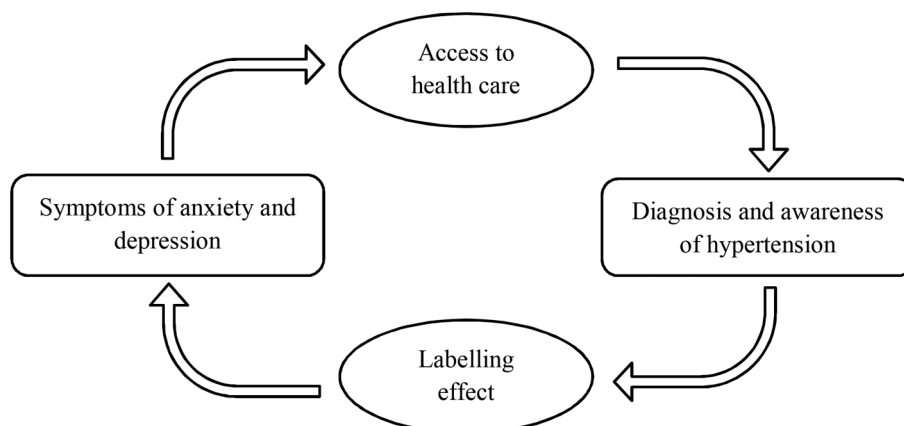 Access to
health care
Symptoms of anxiety and
depression
Diagnosis and awareness
of hypertension
Labelling
effect